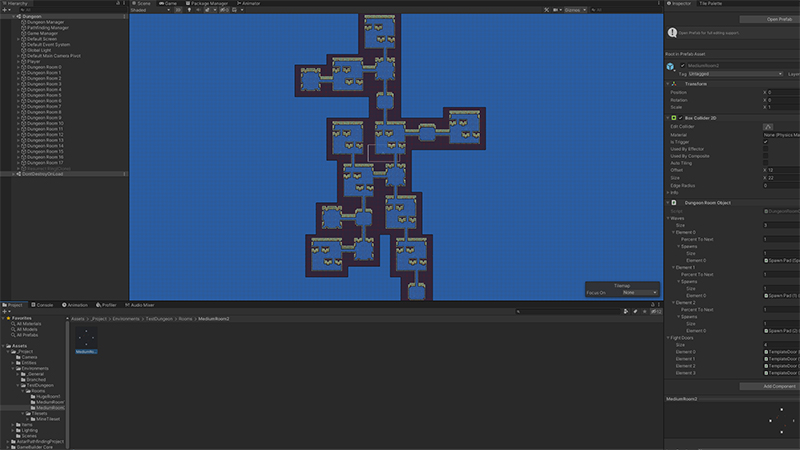 Hierarchy
Scene
Game
Package Manager
Animator
Inspector
Tile Palette
Shaded
2D
Gizmos
All
Dungeon
Dungeon Manager
Pathfinding Manager
Game Manager
Default Screen
Default Event System
Global Light
Default Main Camera Pivot
Player
Dungeon Room 0
Dungeon Room 1
Dungeon Room 2
Dungeon Room 3
Dungeon Room 4
Dungeon Room 5
Dungeon Room 6
Dungeon Room 7
Dungeon Room 8
Dungeon Room 9
Dungeon Room 10
Dungeon Room 11
Dungeon Room 12
Dungeon Room 13
Dungeon Room 14
Dungeon Room 15
Dungeon Room 16
Dungeon Room 17
DontDestroyOnLoad
Tilemap
Focus On
None
Open Prefab
Open Prefab for full editing support.
Root in Prefab Asset
MediumRoom2
Tag
Untagged
Layer
Transform
Position
X
0
Rotation
X
0
Scale
X
1
Box Collider 2D
Edit Collider
Material
None (Physics Ma
Is Trigger
Used By Effector
Used By Composite
Auto Tiling
Offset
X
12
Size
X
22
Edge Radius
0
Info
Dungeon Room Object
Script
DungeonRoom
Waves
Size
3
Element 0
Percent To Next
1
Spawns
Size
1
Element 0
Spawn Pad (Sp
Element 1
Percent To Next
1
Spawns
Size
1
Element 0
Spawn Pad (1)
Element 2
Percent To Next
1
Spawns
Size
1
Element 0
Spawn Pad (2)
Fight Doors
Size
4
Element 0
TemplateDoor
Element 1
TemplateDoor
Element 2
TemplateDoor
Element 3
TemplateDoor
Add Component
MediumRoom2
Project
Console
Animation
Profiler
Audio Mixer
Favorites
All Materials
All Models
All Prefabs
Assets
_Project
Camera
Entities
Environments
_General
Branched
TestDungeon
Rooms
HugeRoom1
MediumRoom
MediumRoom
Tilesets
MineTileset
Items
Lighting
Scenes
AstarPathfindingProject
GameBolder Core
Assets > _Project > Environments > TestDungeon > Rooms > MediumRoom2
MediumR...